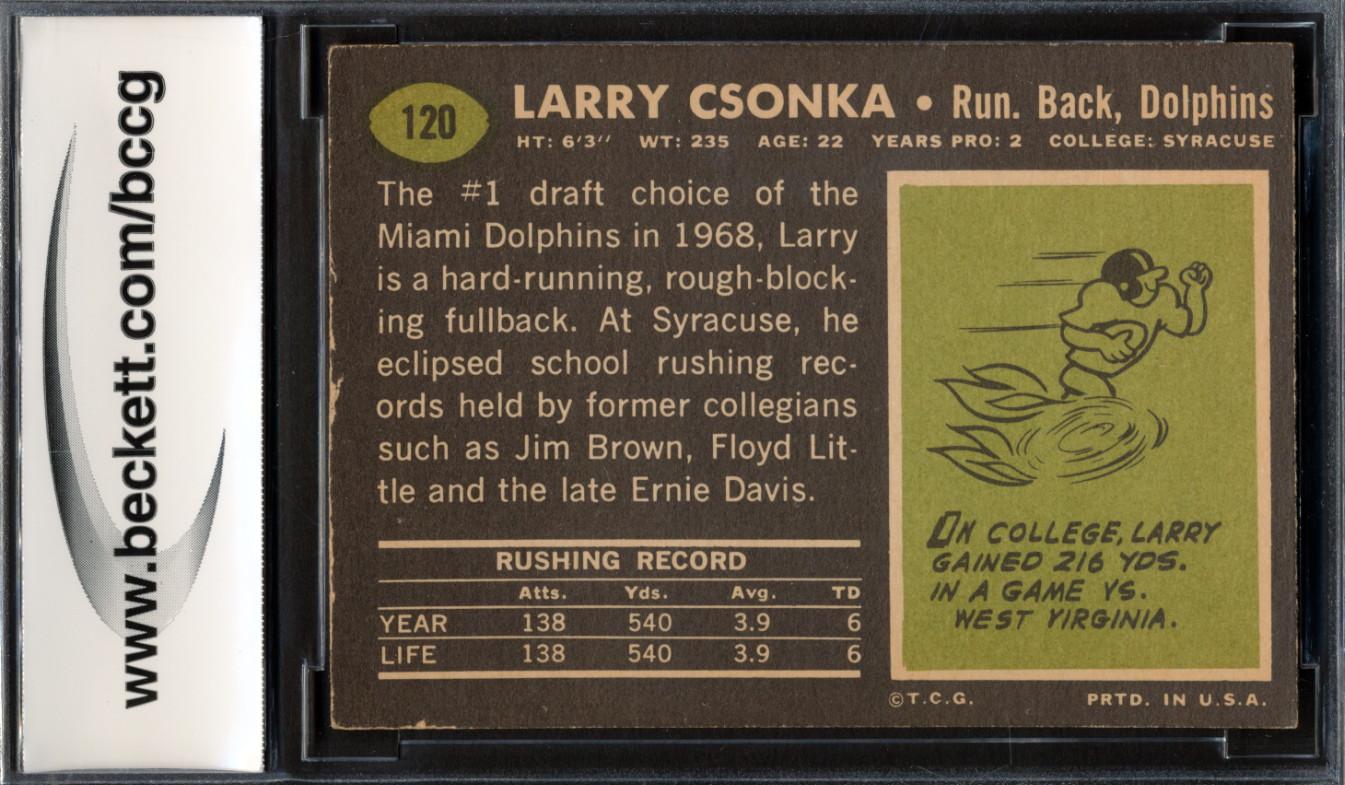 www.beckett.com/bccg
120
LARRY CSONKA • Run. Back, Dolphins
HT: 6'3'' WT: 235 AGE: 22 YEARS PRO: 2 COLLEGE: SYRACUSE
The #1 draft choice of the
Miami Dolphins in 1968, Larry
is a hard-running, rough-block-
ing fullback. At Syracuse, he
eclipsed school rushing rec-
ords held by former collegians
such as Jim Brown, Floyd Lit-
tle and the late Ernie Davis.
RUSHING RECORD
Atts. Yds. Avg. TD
YEAR 138 540 3.9 6
LIFE 138 540 3.9 6
IN COLLEGE, LARRY
GAINED 216 YDS.
IN A GAME VS.
WEST VIRGINIA.
©T.C.G. PRTD. IN U.S.A.